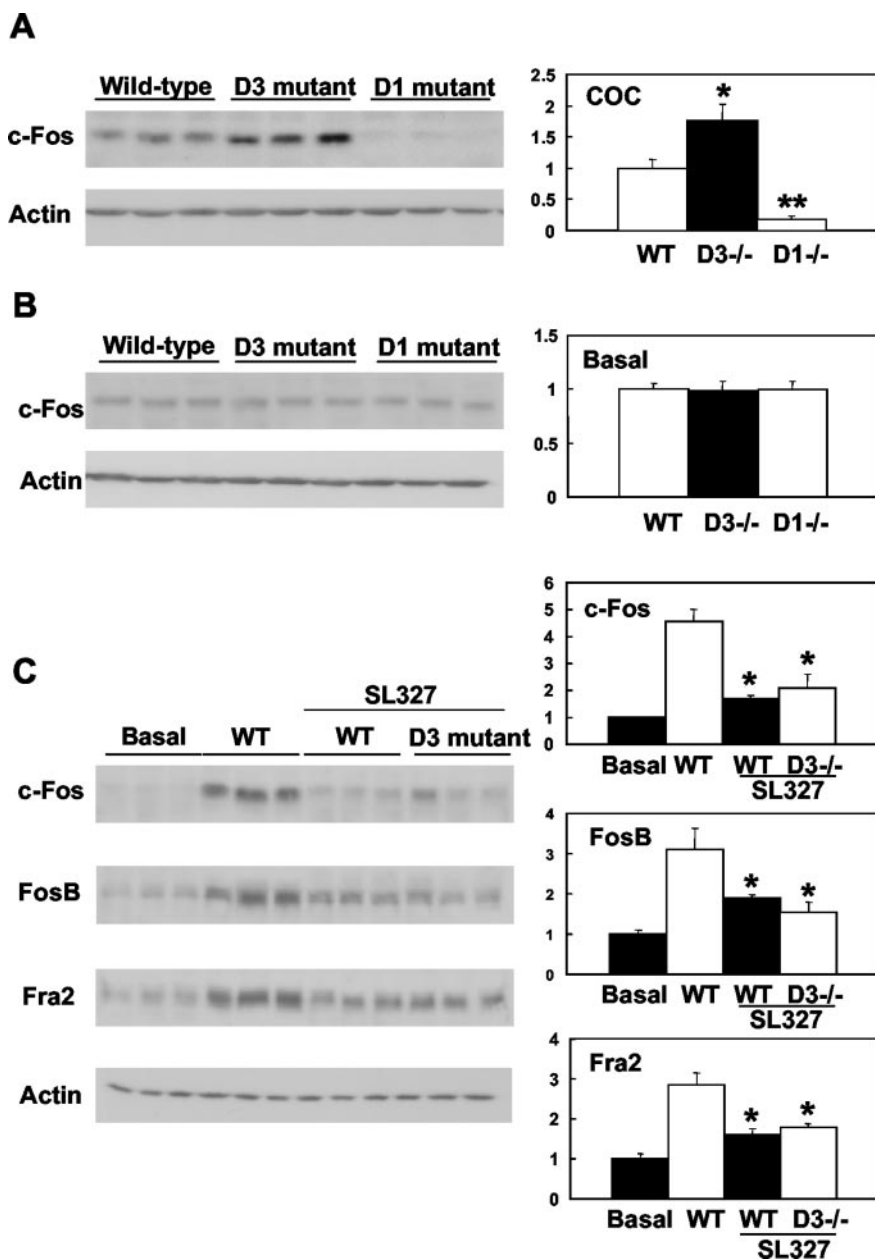 A
Wild-type D3 mutant D1 mutant
c-Fos
Actin
COC
2.5
2
1.5
1
0.5
0
*
**
WT D3-/- D1-/-
B
Wild-type D3 mutant D1 mutant
c-Fos
Actin
Basal
1.5
1
0.5
0
WT D3-/- D1-/-
C
SL327
Basal WT WT D3 mutant
c-Fos
FosB
Fra2
Actin
c-Fos
6
5
4
3
2
1
0
* *
Basal WT WT D3-/-
SL327
FosB
4
3
2
1
0
* *
Basal WT WT D3-/-
SL327
Fra2
4
3
2
1
0
* *
Basal WT WT D3-/-
SL327